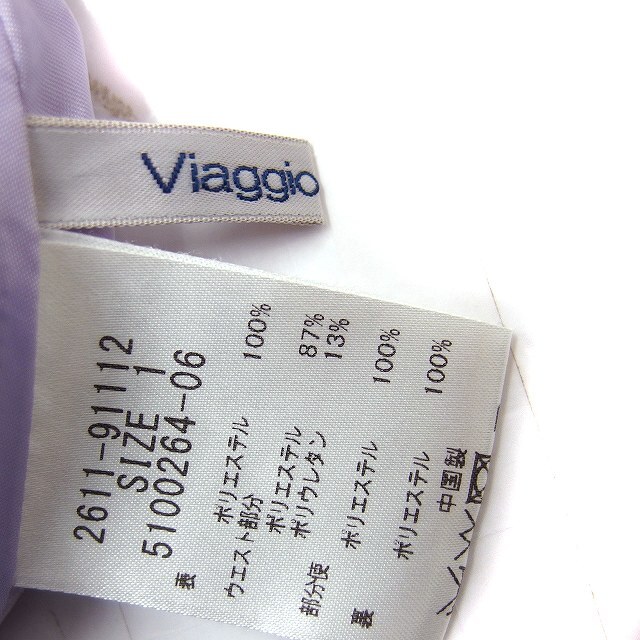 Viaggio
2611-91112
SIZE 1
5100264-06
表 ポリエステル 100%
ウエスト部分
ポリエステル 87%
ポリウレタン 13%
部分使
裏 ポリエステル 100%
ポリエステル 100%
中国製